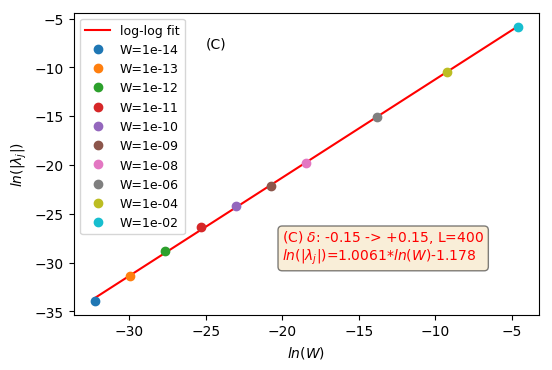 −5
−10
−15
−20
−25
−30
−35
ln(|λj|)
log-log fit
W=1e-14
W=1e-13
W=1e-12
W=1e-11
W=1e-10
W=1e-09
W=1e-08
W=1e-06
W=1e-04
W=1e-02
(C)
(C) δ: -0.15 -> +0.15, L=400
ln(|λj|)=1.0061*ln(W)-1.178
−30 −25 −20 −15 −10 −5
ln(W)